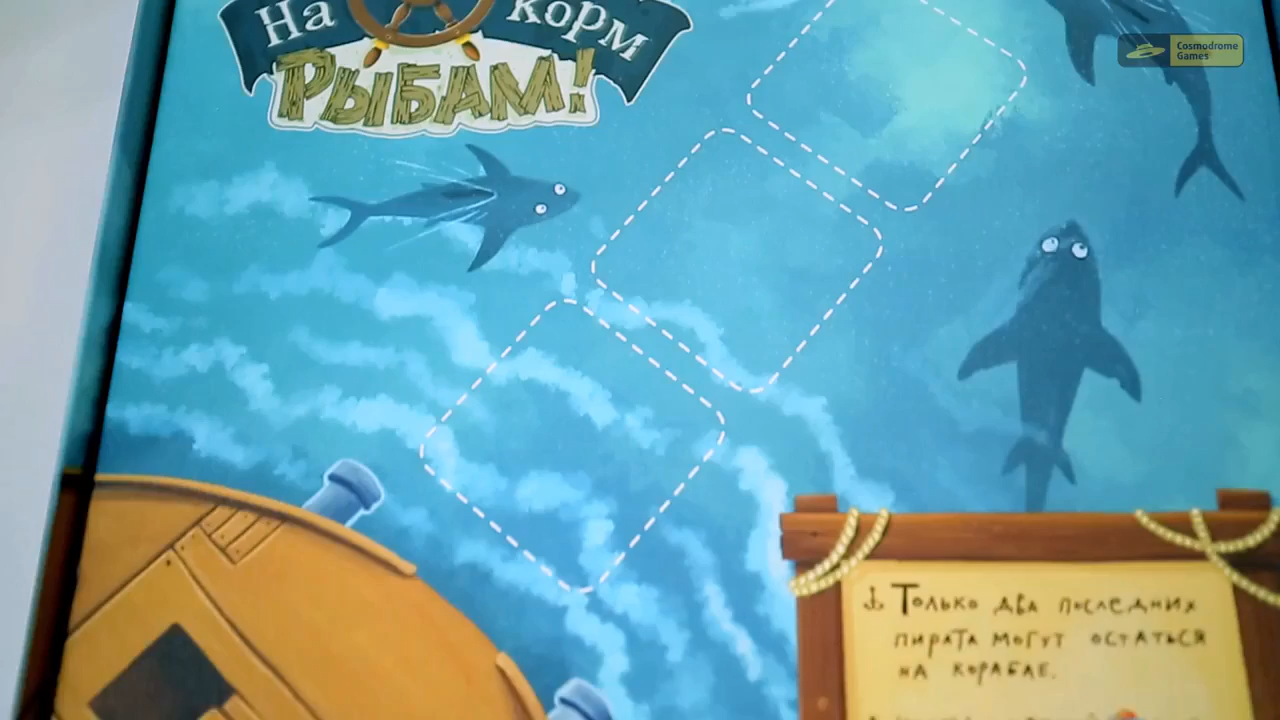 На корм
РЫБАМ!
Cosmodrome
Games
Только два последних
пирата могут остаться
на корабле.